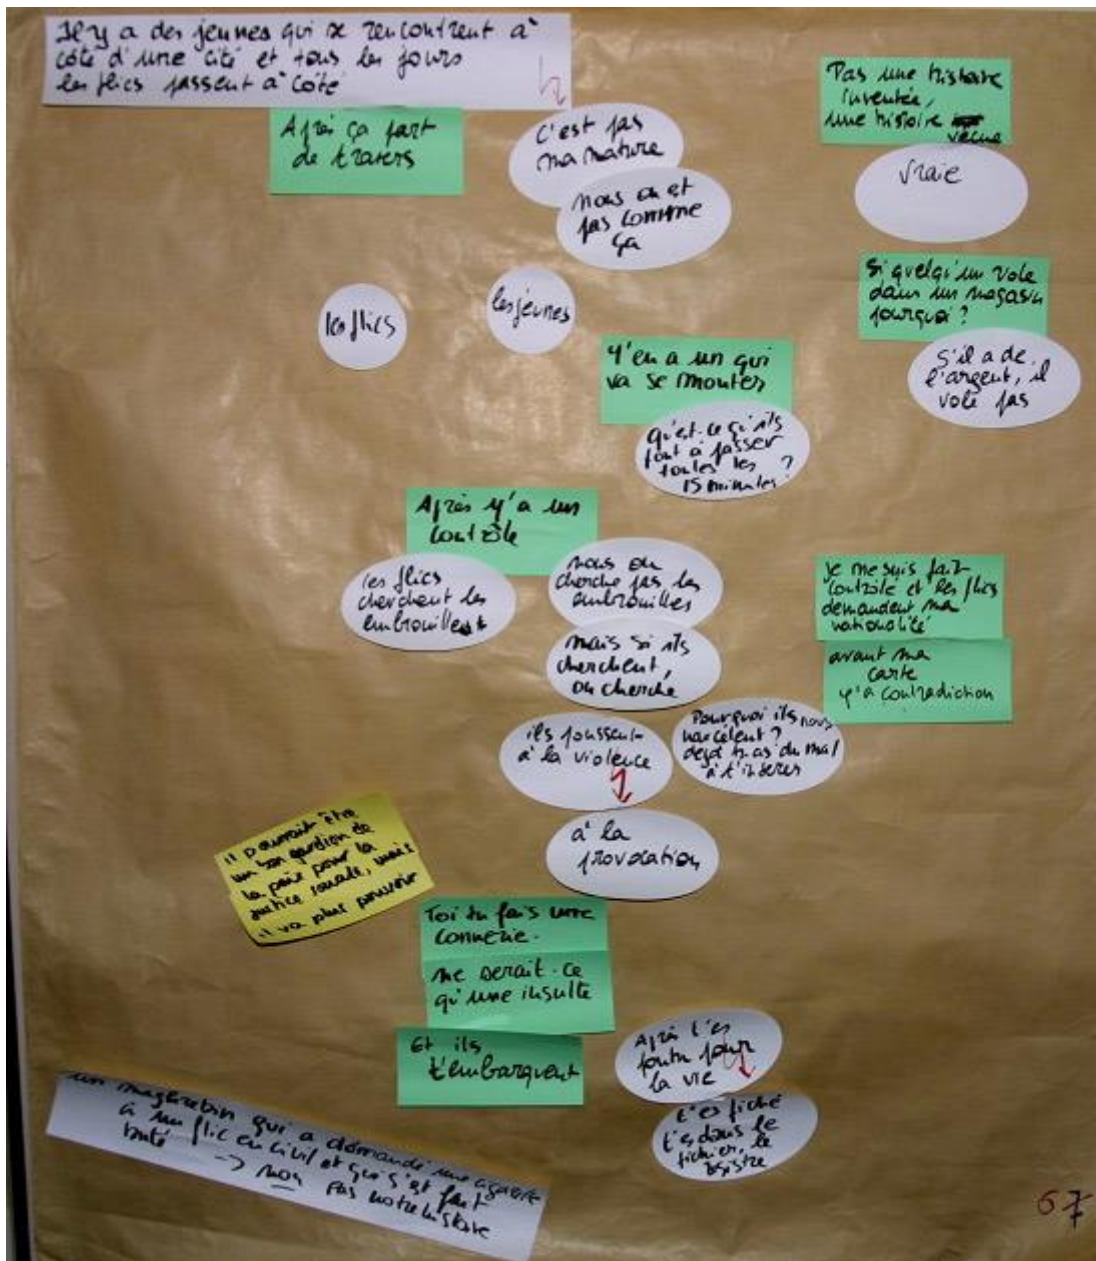 Il y a des jeunes qui se rencontrent à
côté d'une cité et tous les jours
les flics passent à côté
Après ça part
de travers
C'est pas
ma nature
nous on est
pas comme
ça
Pas une histoire
inventée,
une histoire
vécue
vraie
les flics
les jeunes
Si quelqu'un vole
dans un magasin
pourquoi ?
S'il a de
l'argent, il
vole pas
Y'en a un qui
va se monter
Qu'est-ce qu'ils
font à passer
toutes les
15 minutes ?
Après y'a un
contrôle
les flics
cherchent les
embrouilles
nous on
cherche pas les
embrouilles
mais si ils
cherchent,
on cherche
Je me suis fait
contrôlé et les flics
demandent ma
nationalité
avant ma
carte
y'a contradiction
ils poussent
à la violence
Pourquoi ils nous
harcèlent ?
déjà t'as du mal
à t'insérer
à la
provocation
il pourrait être
un bon gardien de
la paix pour la
justice sociale, mais
il va plus pouvoir
Toi tu fais une
connerie.
ne serait-ce
qu'une insulte
Et ils
t'embarquent
Après t'es
foutu pour
la vie
t'es fiché
t'es dans le
fichier, le
registre
un maghrébin qui a demandé une cigarette
à un flic en civil et qui s'est fait
→ non pas notre histoire
67